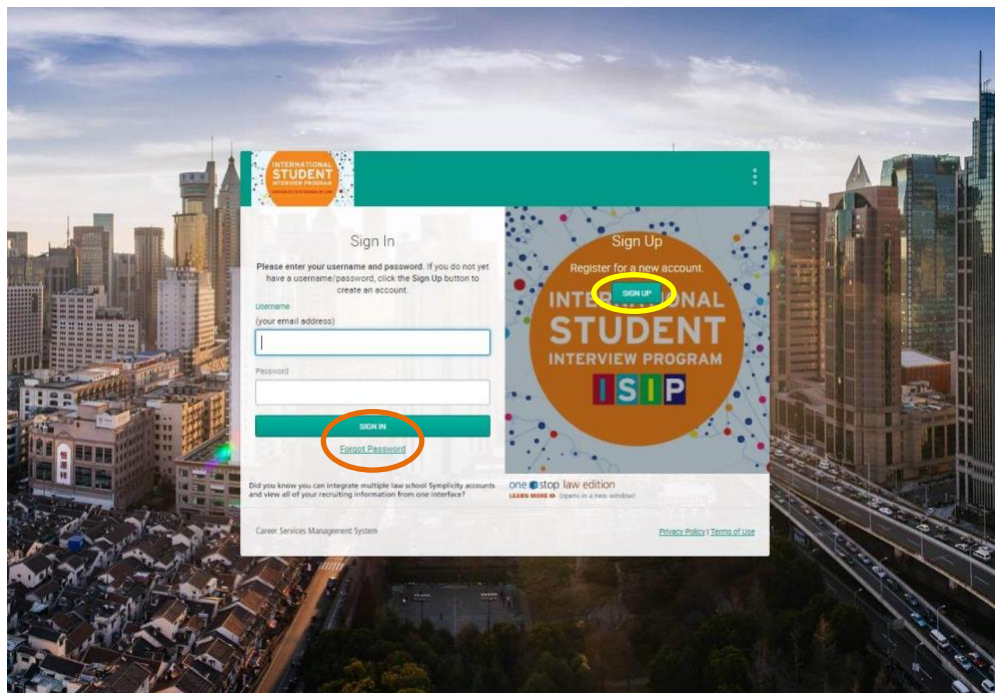 INTERNATIONAL
STUDENT
INTERVIEW PROGRAM
Sign In
Please enter your username and password. If you do not yet
have a username/password, click the Sign Up button to
create an account.
Username
(your email address)
Password
SIGN IN
Forgot Password
Sign Up
Register for a new account.
SIGN UP
STUDENT
INTERVIEW PROGRAM
ISIP
Did you know you can integrate multiple law school Symplicity accounts
and view all of your recruiting information from one interface?
one stop law edition
LEARN MORE (opens in a new window)
Career Services Management System
Privacy Policy | Terms of Use
恒源祥